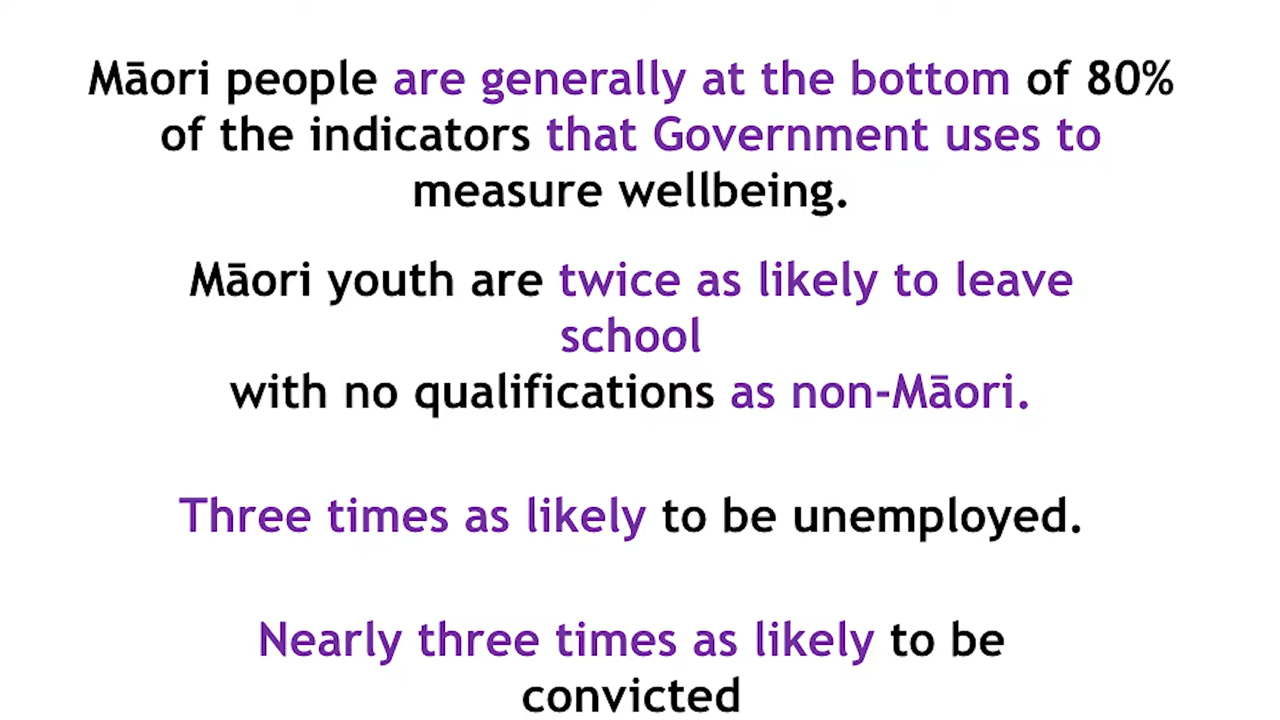 Māori people are generally at the bottom of 80%
of the indicators that Government uses to
measure wellbeing.
Māori youth are twice as likely to leave
school
with no qualifications as non-Māori.
Three times as likely to be unemployed.
Nearly three times as likely to be
convicted